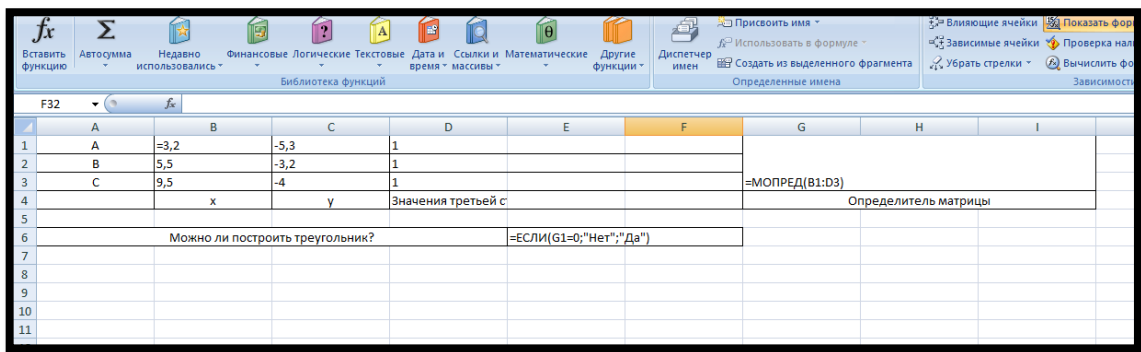 fx Σ ? A θ
Вставить функцию Автосумма Недавно использовались Финансовые Логические Текстовые Дата и время Ссылки и массивы Математические Другие функции
Библиотека функций
Диспетчер имен
Присвоить имя
Использовать в формуле
Создать из выделенного фрагмента
Определенные имена
Влияющие ячейки Показать фор
Зависимые ячейки Проверка нал
Убрать стрелки Вычислить фо
Зависимости
F32 fx
A B C D E F G H I
1 A =3,2 -5,3 1
2 B 5,5 -3,2 1
3 C 9,5 -4 1 =МОПРЕД(B1:D3)
4 x y Значения третьей с Определитель матрицы
5
6 Можно ли построить треугольник? =ЕСЛИ(G1=0;"Нет";"Да")
7
8
9
10
11